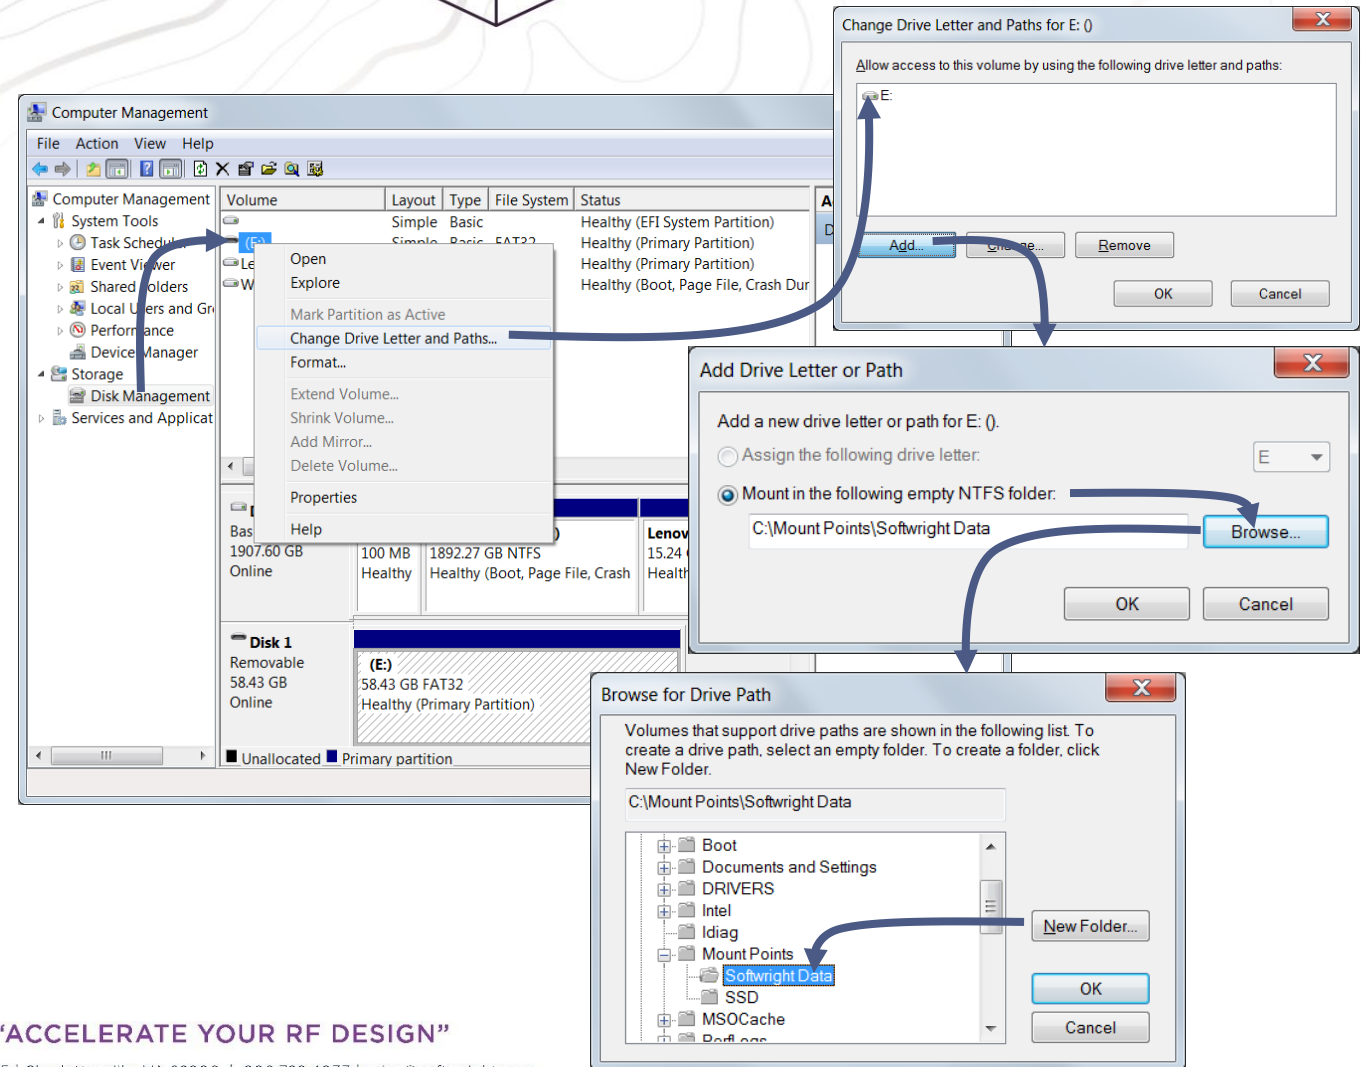 Change Drive Letter and Paths for E: ()
Allow access to this volume by using the following drive letter and paths:
E:
Add...
Change...
Remove
OK
Cancel
Computer Management
File Action View Help
Computer Management
System Tools
Task Scheduler
Event Viewer
Shared Folders
Local Users and Gr
Performance
Device Manager
Storage
Disk Management
Services and Applicat
Volume Layout Type File System Status
Simple Basic Healthy (EFI System Partition)
(E:) Simple Basic FAT32 Healthy (Primary Partition)
Le Healthy (Primary Partition)
W Healthy (Boot, Page File, Crash Dur
Open
Explore
Mark Partition as Active
Change Drive Letter and Paths...
Format...
Extend Volume...
Shrink Volume...
Add Mirror...
Delete Volume...
Properties
Help
Bas
1907.60 GB
Online
100 MB
Healthy
1892.27 GB NTFS
Healthy (Boot, Page File, Crash
Lenov
15.24
Healt
Disk 1
Removable
58.43 GB
Online
(E:)
58.43 GB FAT32
Healthy (Primary Partition)
Unallocated Primary partition
Add Drive Letter or Path
Add a new drive letter or path for E: ().
Assign the following drive letter: E
Mount in the following empty NTFS folder:
C:\Mount Points\Softwright Data Browse...
OK Cancel
Browse for Drive Path
Volumes that support drive paths are shown in the following list. To
create a drive path, select an empty folder. To create a folder, click
New Folder.
C:\Mount Points\Softwright Data
Boot
Documents and Settings
DRIVERS
Intel
Idiag
Mount Points
Softwright Data
SSD
MSOCache
PerfLogs
New Folder...
OK
Cancel
"ACCELERATE YOUR RF DESIGN"